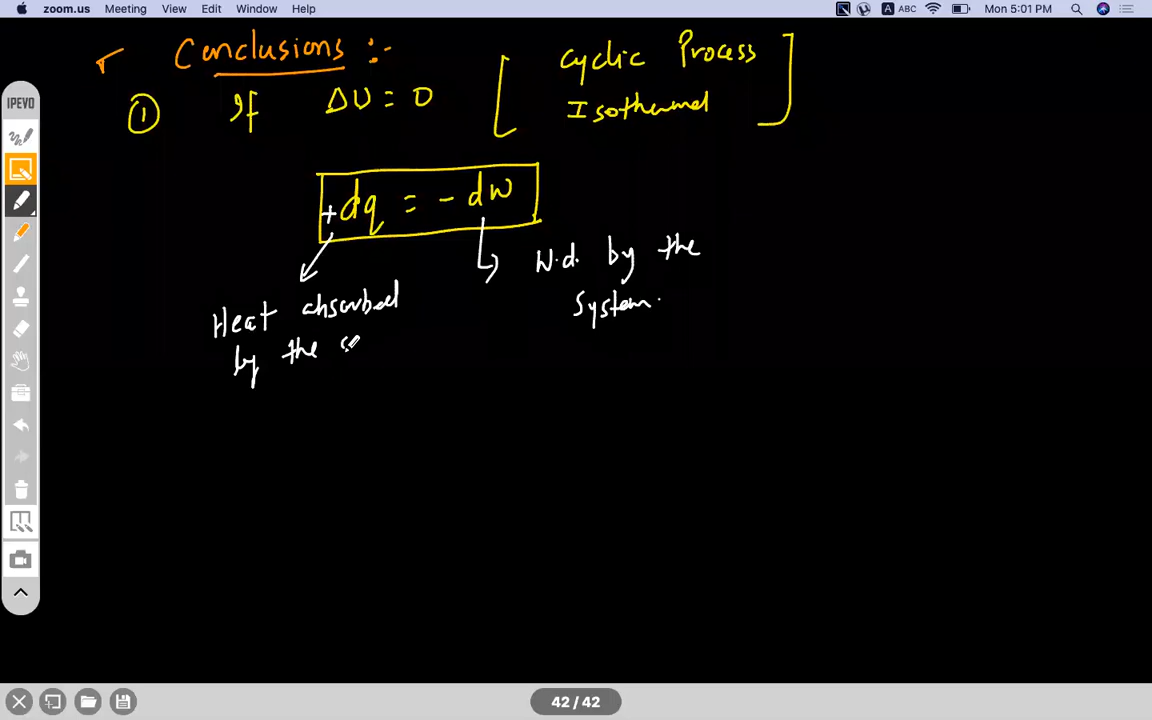 zoom.us Meeting View Edit Window Help A ABC Mon 5:01 PM
Conclusions :-
① If ΔU = 0 [ Cyclic Process
Isothermal ]
+dq = - dw
W.d. by the
System.
Heat absorbed
by the s
IPEVO
42 / 42